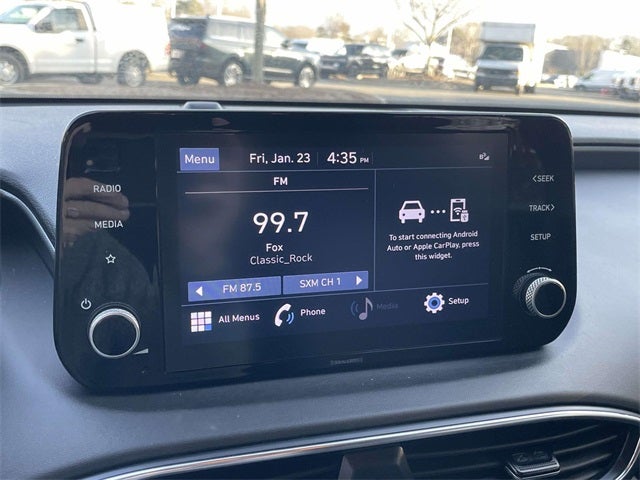 RADIO
MEDIA
Menu
Fri, Jan. 23
4:35 PM
FM
99.7
Fox
Classic_Rock
FM 87.5
SXM CH 1
To start connecting Android
Auto or Apple CarPlay, press
this widget.
All Menus
Phone
Media
Setup
SEEK
TRACK
SETUP
SIRIUSXM